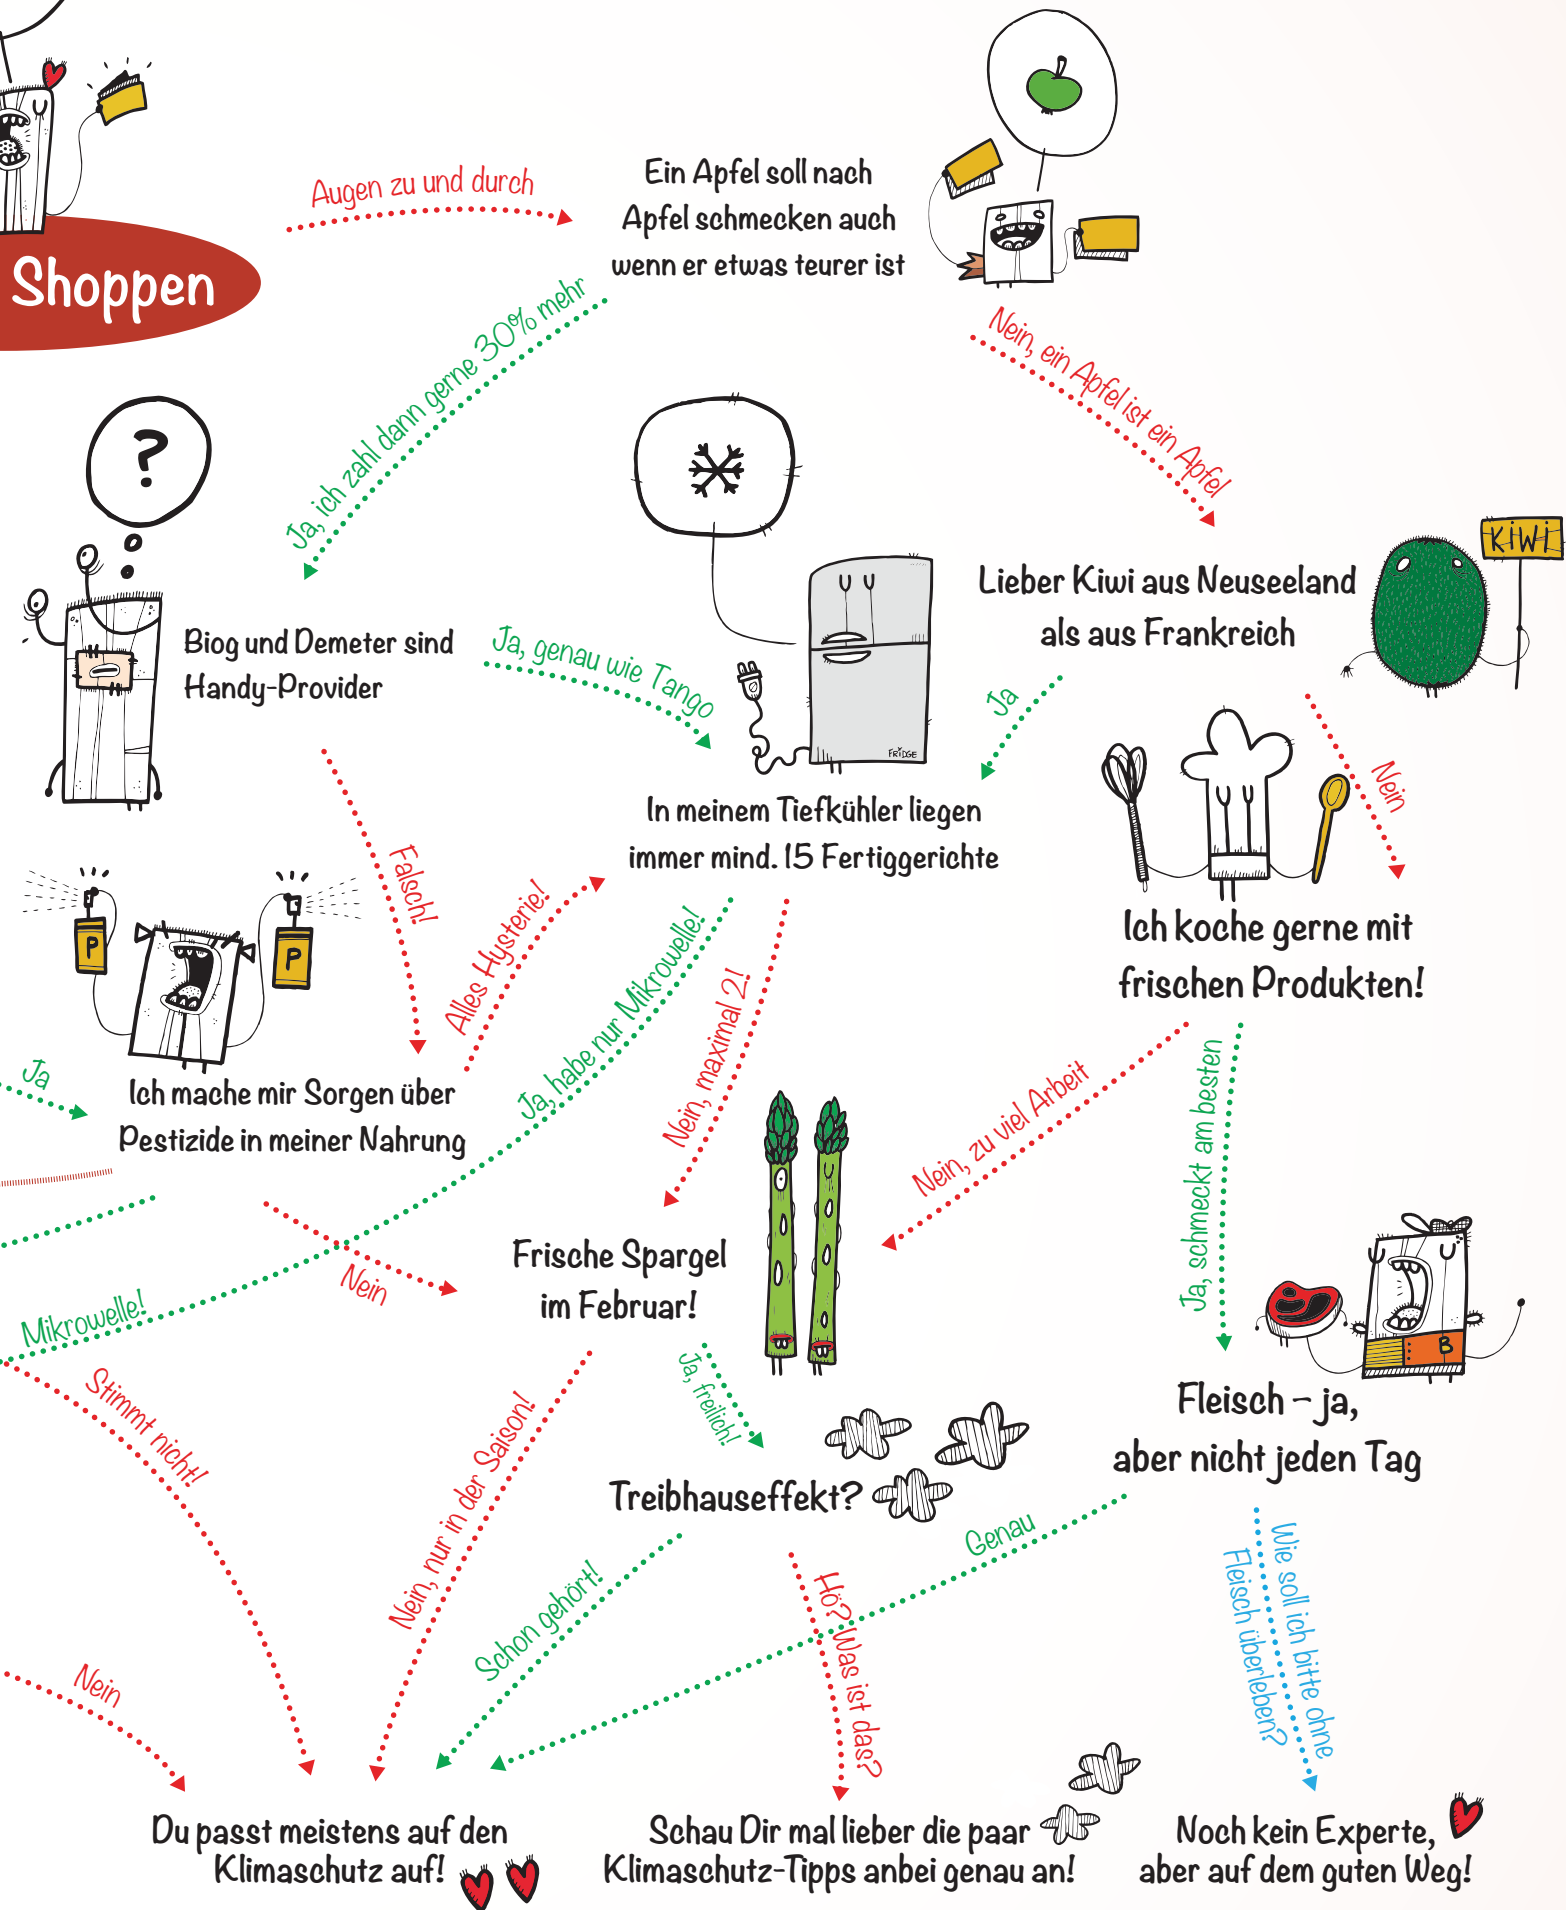 Augen zu und durch
Ein Apfel soll nach
Apfel schmecken auch
wenn er etwas teurer ist
Shoppen
Ja, ich zahl dann gerne 30% mehr
Nein, ein Apfel ist ein Apfel
?
KiWi
Lieber Kiwi aus Neuseeland
als aus Frankreich
Biog und Demeter sind
Handy-Provider
Ja, genau wie Tango
Ja
Nein
FRIDGE
In meinem Tiefkühler liegen
immer mind. 15 Fertiggerichte
Falsch!
Alles Hysterie!
Ja, habe nur Mikrowelle!
Nein, maximal 2!
Ich koche gerne mit
frischen Produkten!
P
P
Ja
Ich mache mir Sorgen über
Pestizide in meiner Nahrung
Nein, zu viel Arbeit
Ja, schmeckt am besten
Nein
Frische Spargel
im Februar!
Mikrowelle!
Stimmt nicht!
Ja, freilich!
B
Fleisch – ja,
aber nicht jeden Tag
Nein, nur in der Saison!
Treibhauseffekt?
Genau
Schon gehört!
Hö? Was ist das?
Wie soll ich bitte ohne
Fleisch überleben?
Nein
Du passt meistens auf den
Klimaschutz auf!
Schau Dir mal lieber die paar
Klimaschutz-Tipps anbei genau an!
Noch kein Experte,
aber auf dem guten Weg!